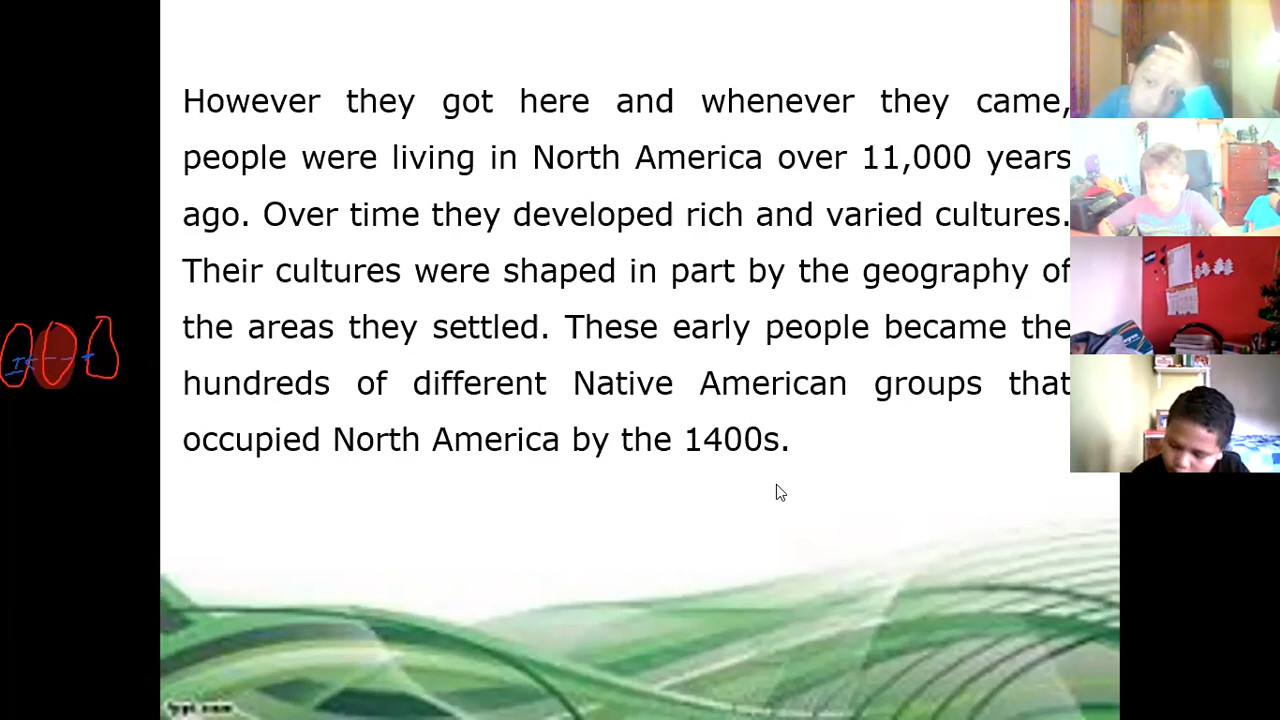 However they got here and whenever they came,
people were living in North America over 11,000 years
ago. Over time they developed rich and varied cultures.
Their cultures were shaped in part by the geography of
the areas they settled. These early people became the
hundreds of different Native American groups that
occupied North America by the 1400s.
fppt.com